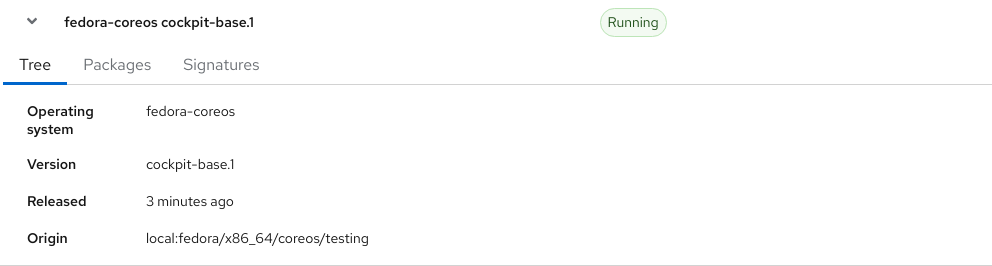 fedora-coreos cockpit-base.1 Running
Tree Packages Signatures
Operating system fedora-coreos
Version cockpit-base.1
Released 3 minutes ago
Origin local:fedora/x86_64/coreos/testing